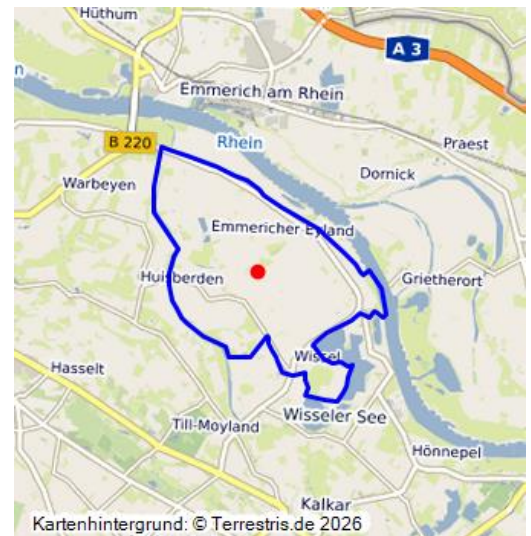 Hüthum
A 3
Emmerich am Rhein
B 220
Rhein
Praest
Dornick
Warbeyen
Emmericher Eyland
Huisberden
Grietherort
Wissel
Hasselt
Wisseler See
Till-Moyland
Hönnepel
Kalkar
Kartenhintergrund: © Terrestris.de 2026